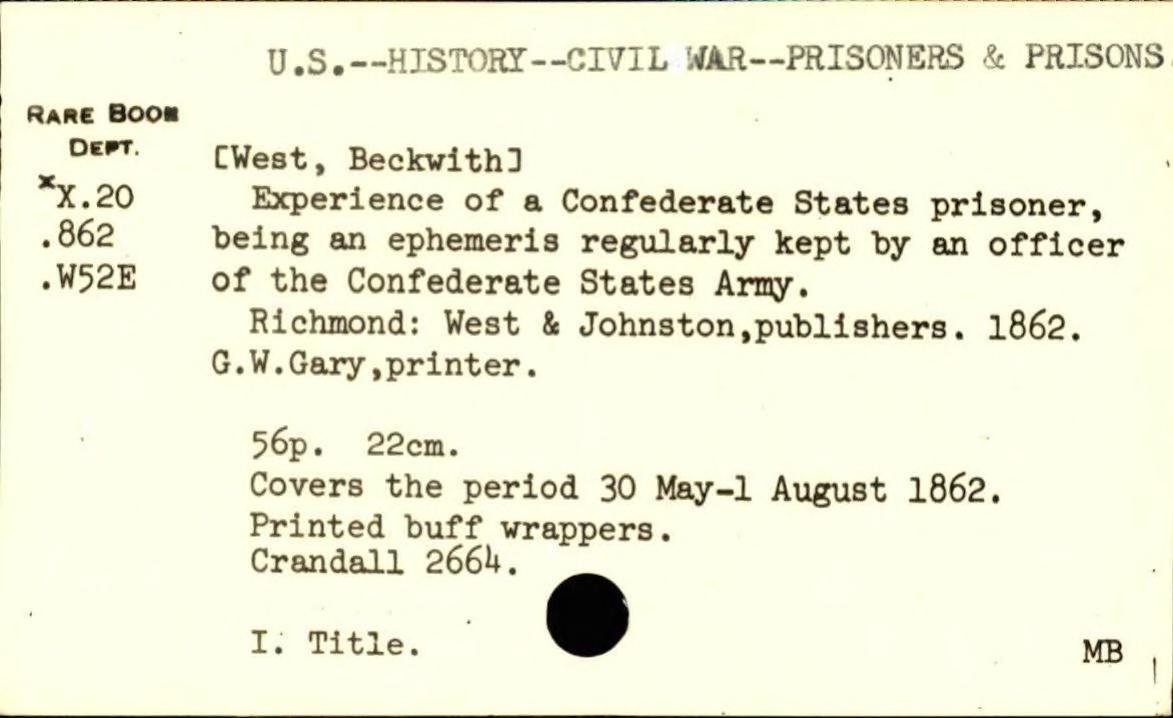 U.S.--HISTORY--CIVIL WAR--PRISONERS & PRISONS.
RARE BOOK
DEPT.
[West, Beckwith]
*X.20
Experience of a Confederate States prisoner,
.862
being an ephemeris regularly kept by an officer
.W52E
of the Confederate States Army.
Richmond: West & Johnston,publishers. 1862.
G.W.Gary,printer.
56p. 22cm.
Covers the period 30 May-1 August 1862.
Printed buff wrappers.
Crandall 2664.
I. Title.
MB